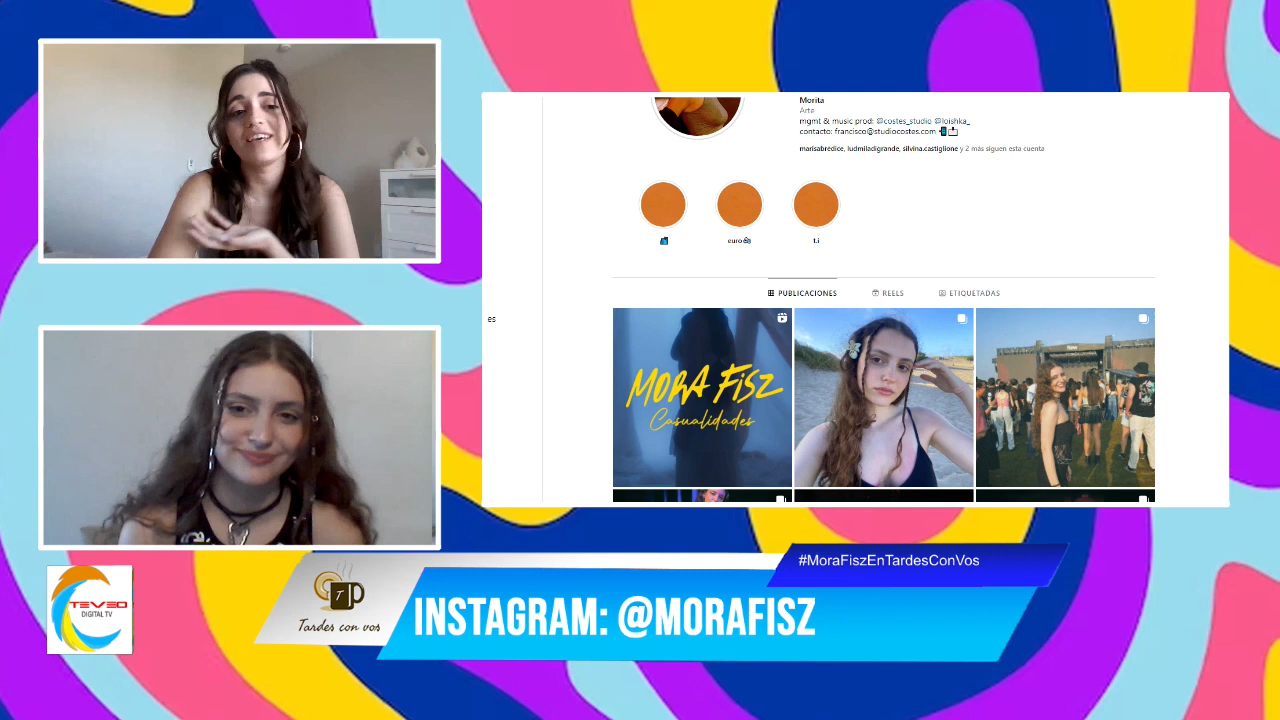 Morita
Arte
mgmt & music prod: @costes_studio @loishka_
contacto: francisco@studiocostes.com
marisabredice, ludmiladigrande, silvina.castiglione y 2 más siguen esta cuenta
euro
t.i
PUBLICACIONES
REELS
ETIQUETADAS
es
MORA FISZ
Casualidades
#MoraFiszEnTardesConVos
T
Tardes con vos
INSTAGRAM: @MORAFISZ
TEVEO
DIGITAL TV